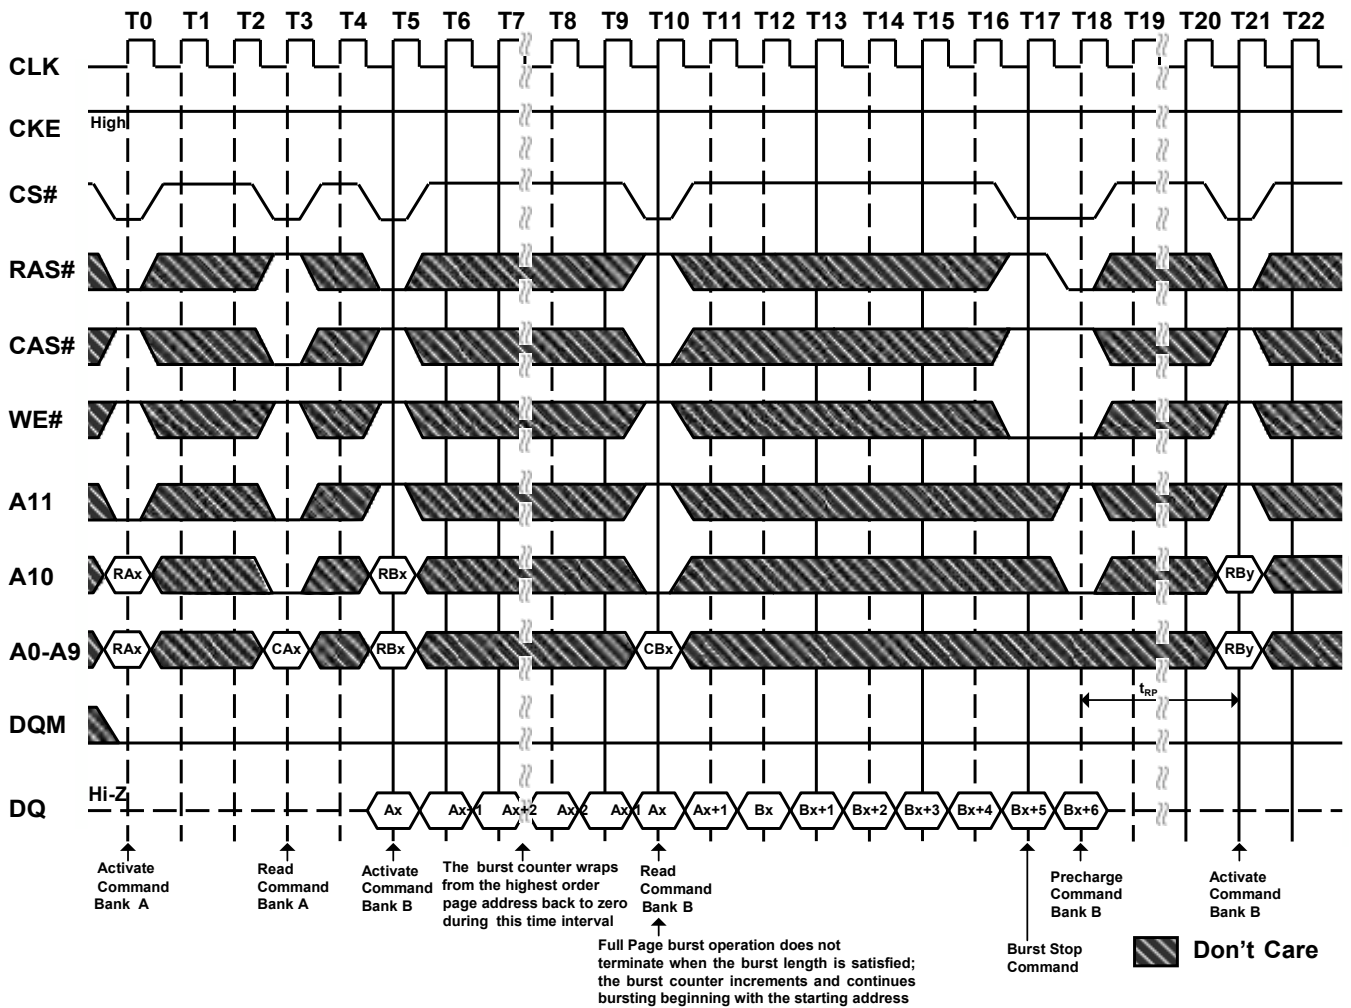 T0 T1 T2 T3 T4 T5 T6 T7 T8 T9 T10 T11 T12 T13 T14 T15 T16 T17 T18 T19 T20 T21 T22
CLK
CKE High
CS#
RAS#
CAS#
WE#
A11
A10 RAx RBx RBy
A0-A9 RAx CAx RBx CBx RBy
tRP
DQM
DQ Hi-Z Ax Ax+1 Ax+2 Ax-2 Ax-1 Ax Ax+1 Bx Bx+1 Bx+2 Bx+3 Bx+4 Bx+5 Bx+6
Activate
Command
Bank A
Read
Command
Bank A
Activate
Command
Bank B
The burst counter wraps
from the highest order
page address back to zero
during this time interval
Read
Command
Bank B
Full Page burst operation does not
terminate when the burst length is satisfied;
the burst counter increments and continues
bursting beginning with the starting address
Burst Stop
Command
Precharge
Command
Bank B
Activate
Command
Bank B
Don't Care